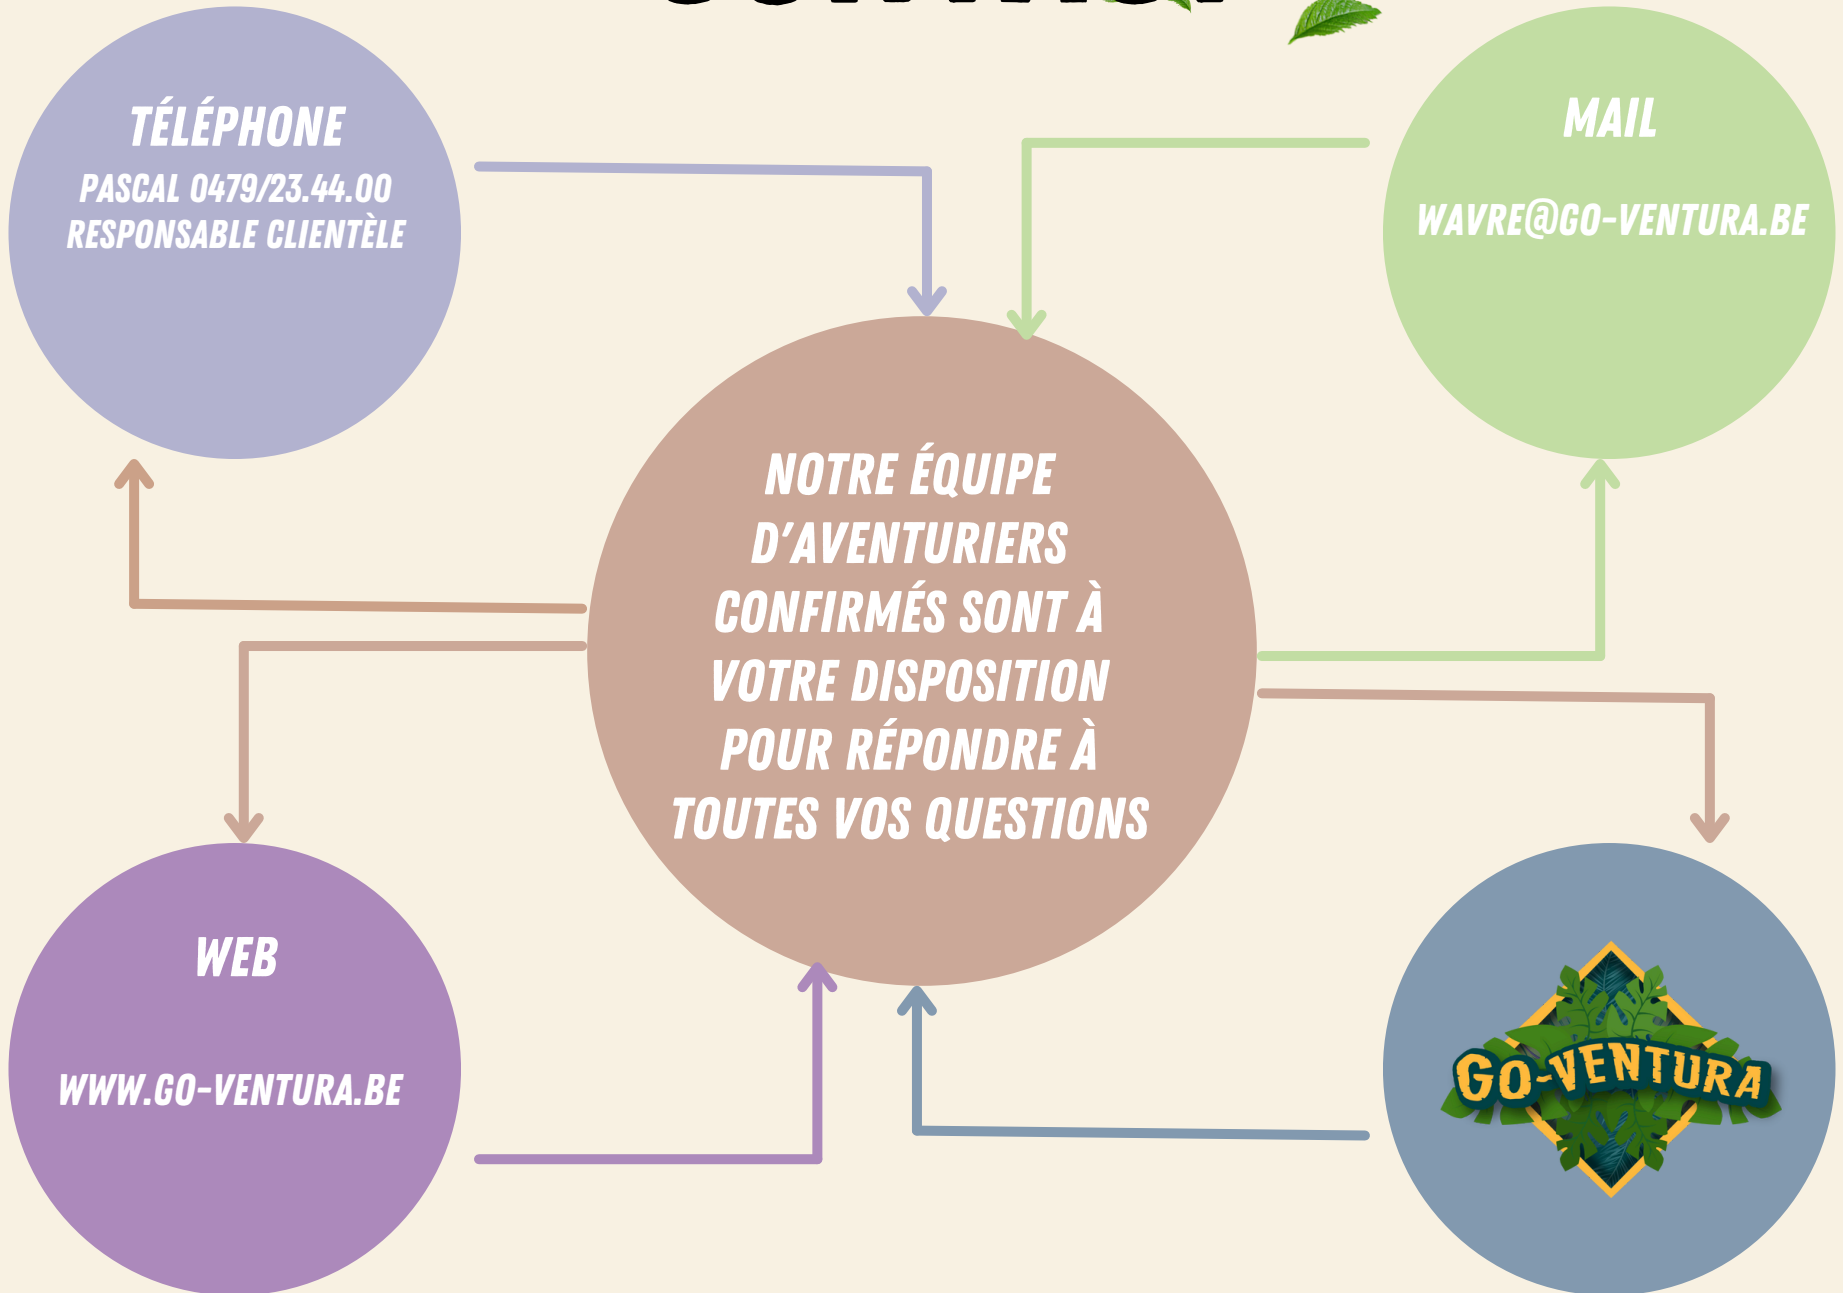 TÉLÉPHONE
PASCAL 0479/23.44.00
RESPONSABLE CLIENTÈLE
MAIL
WAVRE@GO-VENTURA.BE
NOTRE ÉQUIPE
D'AVENTURIERS
CONFIRMÉS SONT À
VOTRE DISPOSITION
POUR RÉPONDRE À
TOUTES VOS QUESTIONS
WEB
WWW.GO-VENTURA.BE
GO-VENTURA